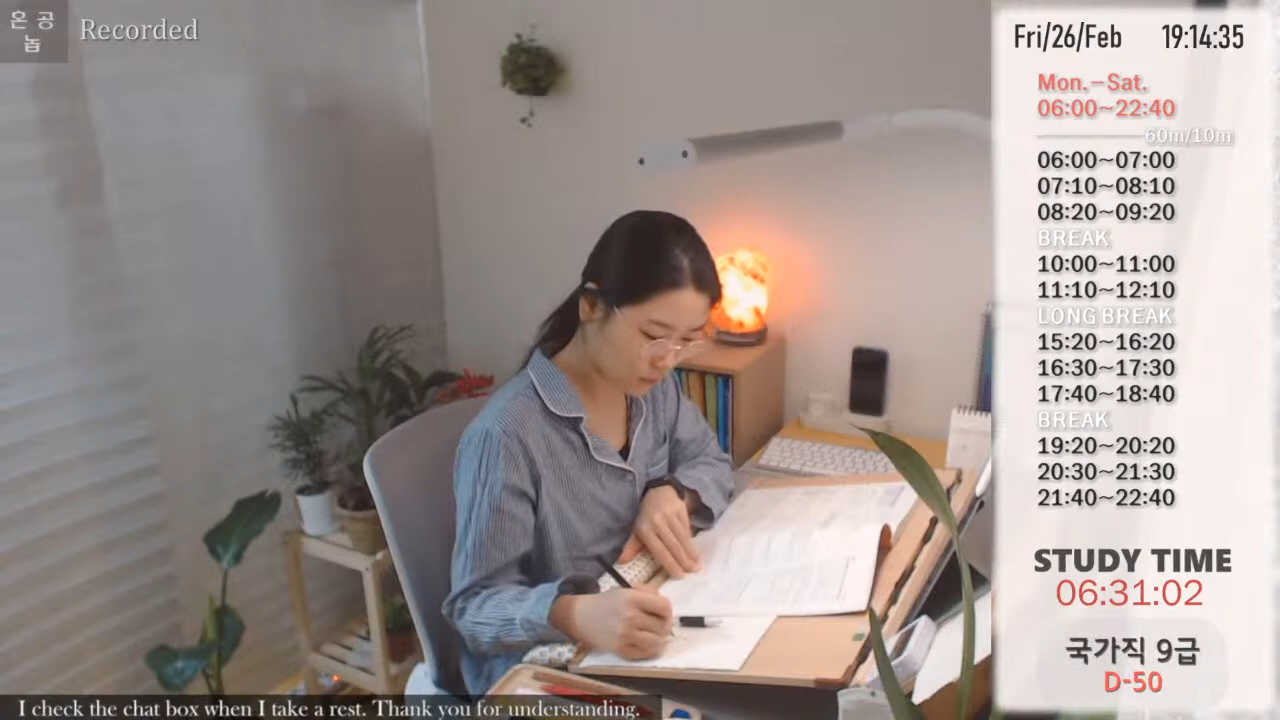 혼공
놉
Recorded
Fri/26/Feb 19:14:35
Mon.-Sat.
06:00~22:40
60m/10m
06:00~07:00
07:10~08:10
08:20~09:20
BREAK
10:00~11:00
11:10~12:10
LONG BREAK
15:20~16:20
16:30~17:30
17:40~18:40
BREAK
19:20~20:20
20:30~21:30
21:40~22:40
STUDY TIME
06:31:02
국가직 9급
D-50
I check the chat box when I take a rest. Thank you for understanding.